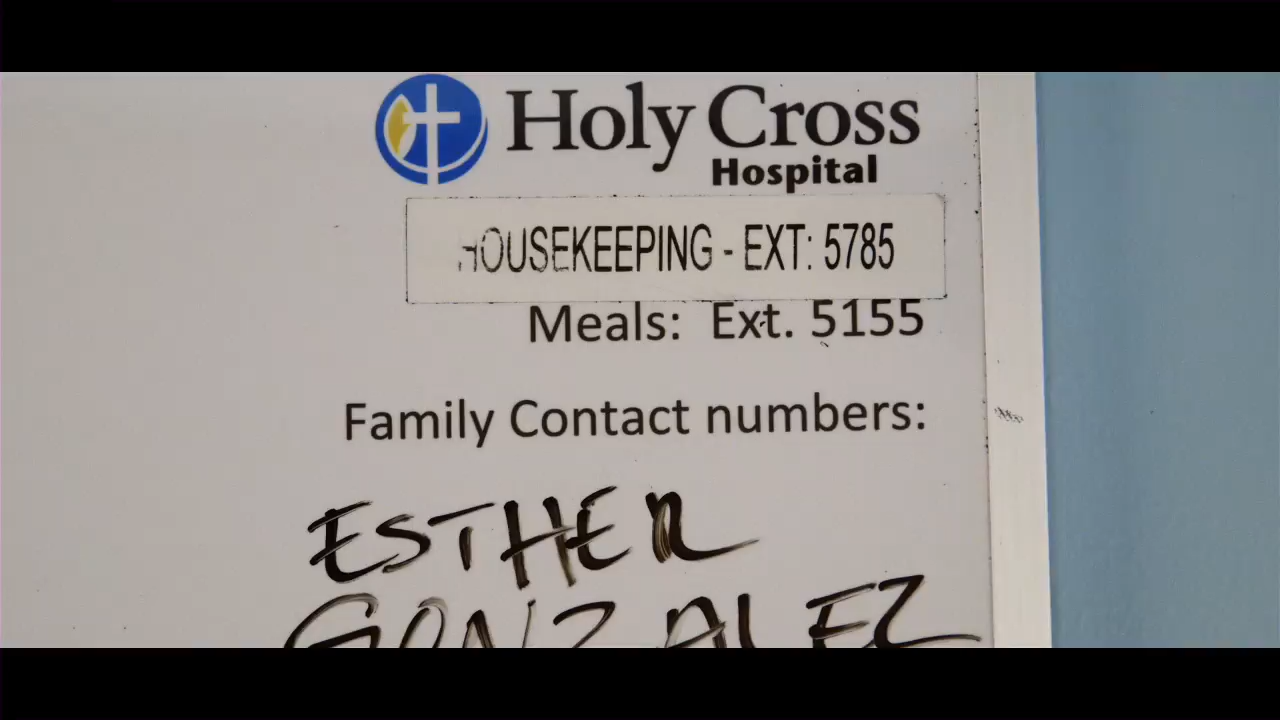 Holy Cross
Hospital
HOUSEKEEPING - EXT: 5785
Meals: Ext. 5155
Family Contact numbers:
ESTHER
GONZALEZ